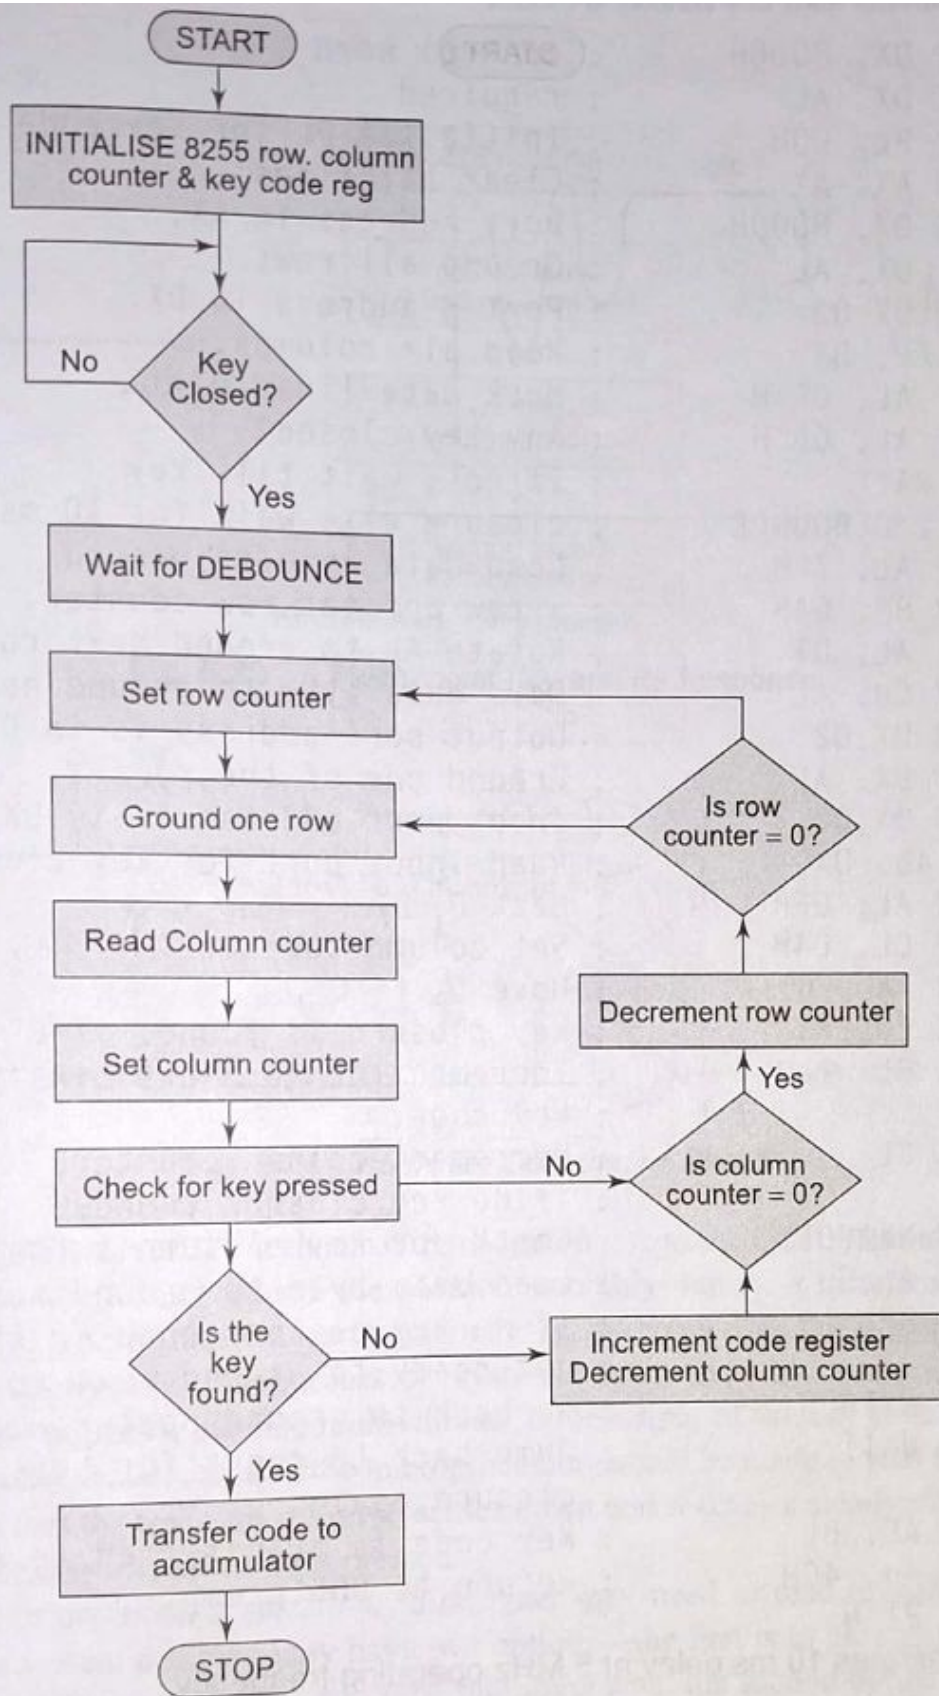 START
INITIALISE 8255 row. column
counter & key code reg
No
Key
Closed?
Yes
Wait for DEBOUNCE
Set row counter
Ground one row
Is row
counter = 0?
Read Column counter
Decrement row counter
Set column counter
Yes
Check for key pressed
No
Is column
counter = 0?
Is the
key
found?
No
Increment code register
Decrement column counter
Yes
Transfer code to
accumulator
STOP